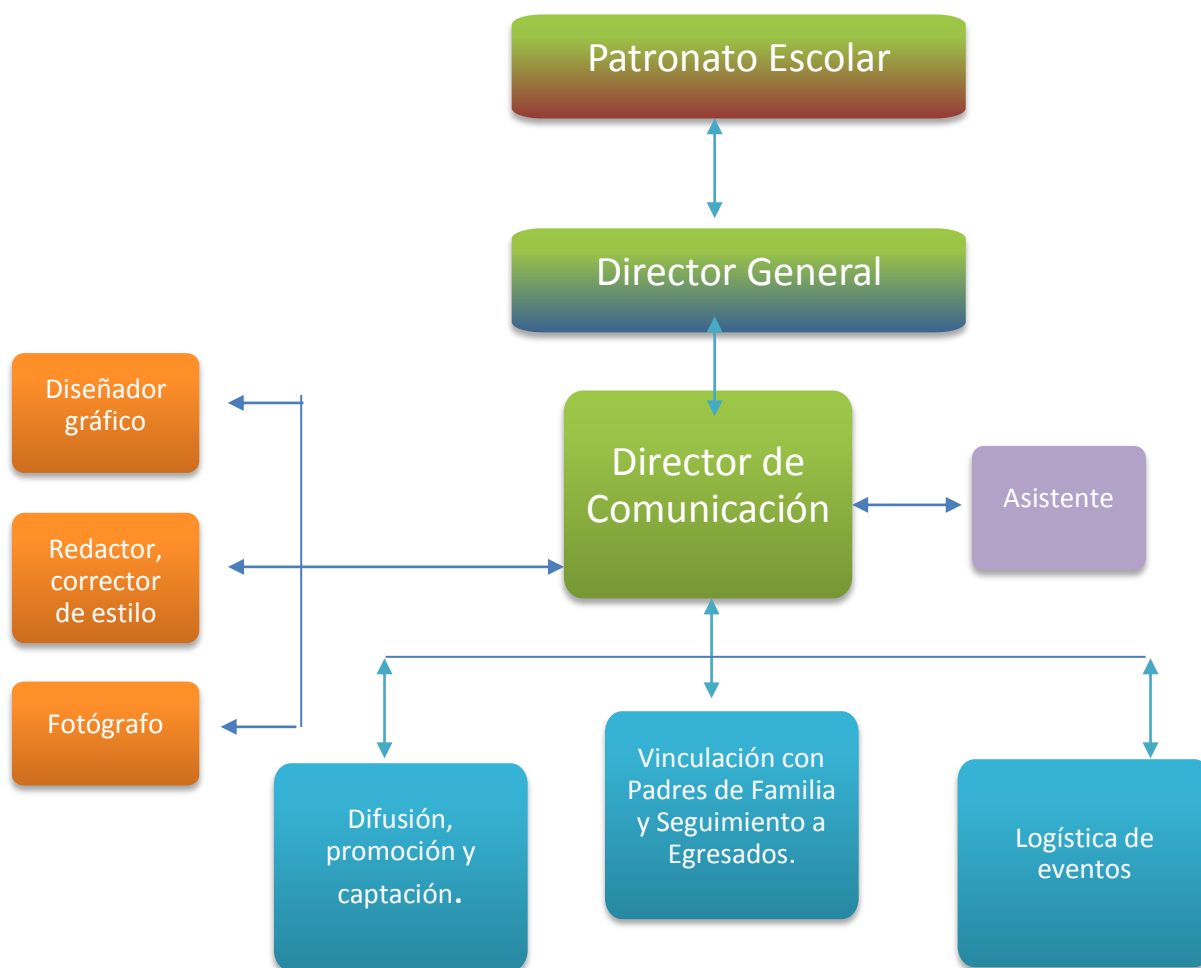 Patronato Escolar
Director General
Diseñador
gráfico
Director de
Comunicación
Asistente
Redactor,
corrector
de estilo
Fotógrafo
Difusión,
promoción y
captación.
Vinculación con
Padres de Familia
y Seguimiento a
Egresados.
Logística de
eventos